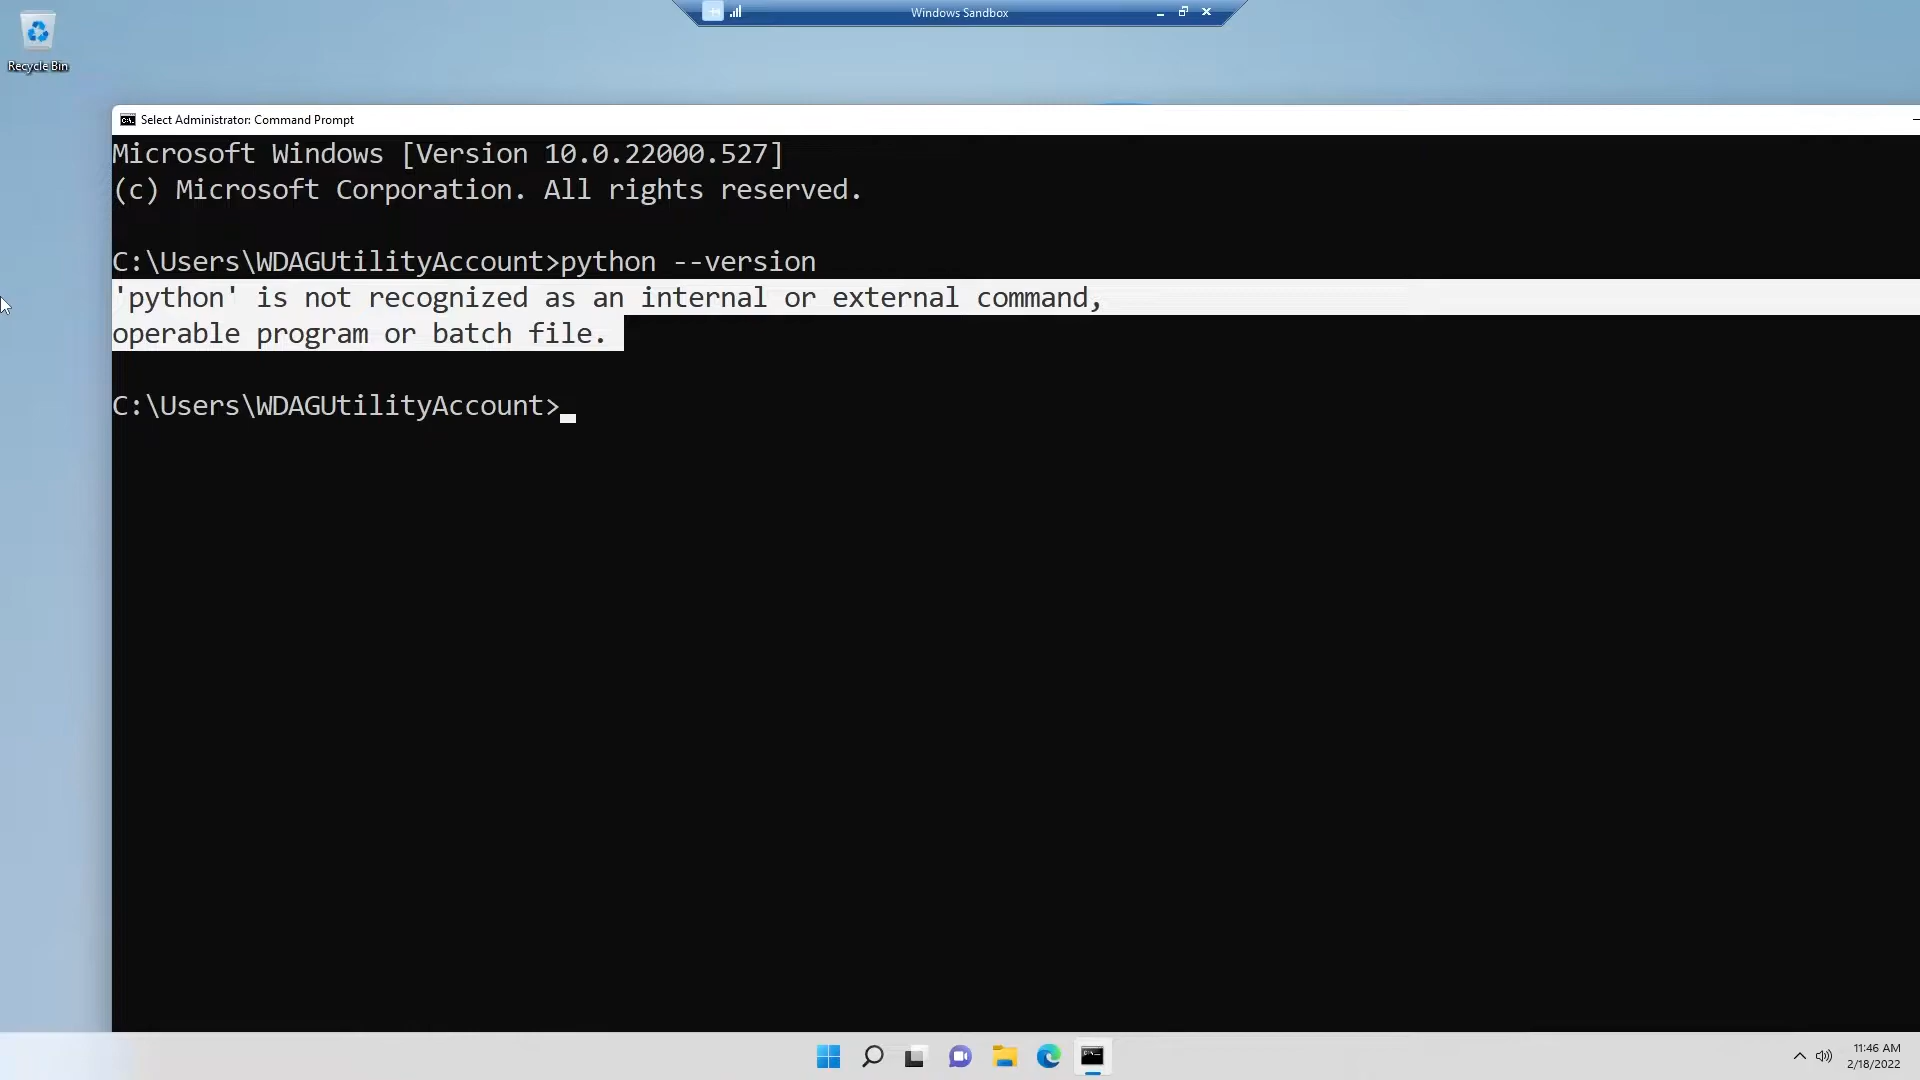 Windows Sandbox
Recycle Bin
Select Administrator: Command Prompt
Microsoft Windows [Version 10.0.22000.527]
(c) Microsoft Corporation. All rights reserved.
C:\Users\WDAGUtilityAccount>python --version
'python' is not recognized as an internal or external command,
operable program or batch file.
C:\Users\WDAGUtilityAccount>
11:46 AM
2/18/2022